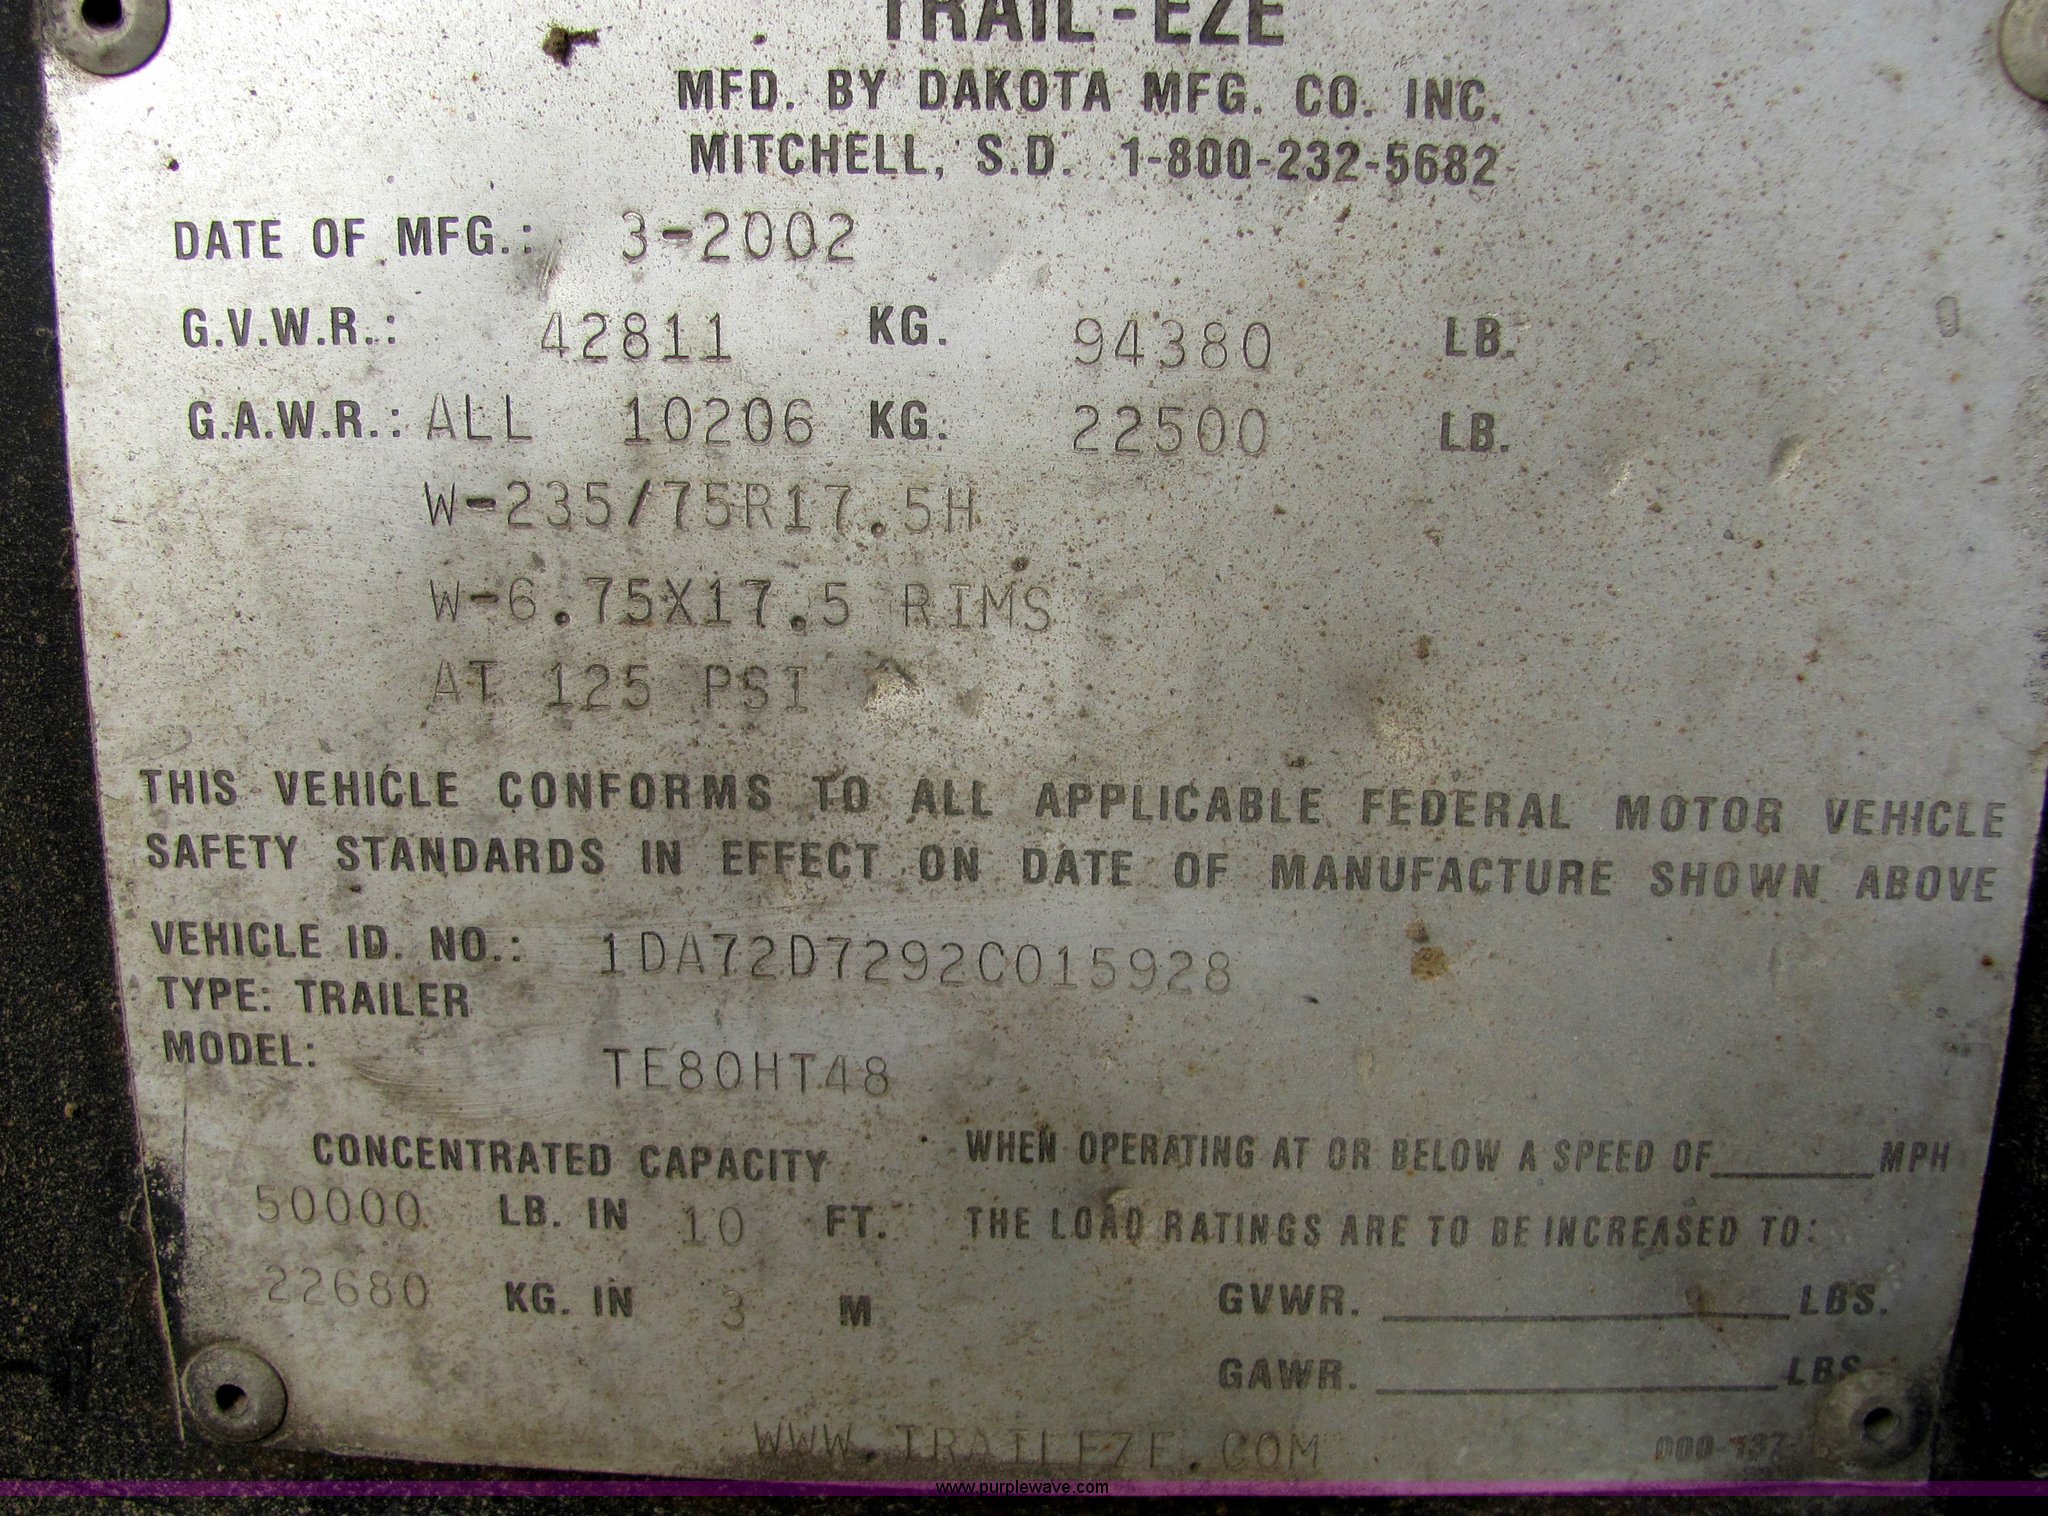 TRAIL-EZE
MFD. BY DAKOTA MFG. CO. INC.
MITCHELL, S.D. 1-800-232-5682
DATE OF MFG.: 3-2002
G.V.W.R.: 42811 KG. 94380 LB.
G.A.W.R.: ALL 10206 KG. 22500 LB.
W-235/75R17.5H
W-6.75X17.5 RIMS
AT 125 PSI
THIS VEHICLE CONFORMS TO ALL APPLICABLE FEDERAL MOTOR VEHICLE
SAFETY STANDARDS IN EFFECT ON DATE OF MANUFACTURE SHOWN ABOVE
VEHICLE ID. NO.: 1DA72D7292C015928
TYPE: TRAILER
MODEL: TE80HT48
CONCENTRATED CAPACITY
50000 LB. IN 10 FT.
22680 KG. IN 3 M
WHEN OPERATING AT OR BELOW A SPEED OF______MPH
THE LOAD RATINGS ARE TO BE INCREASED TO:
GVWR. ______ LBS.
GAWR. ______ LBS
WWW.TRAILEZE.COM
www.purplewave.com